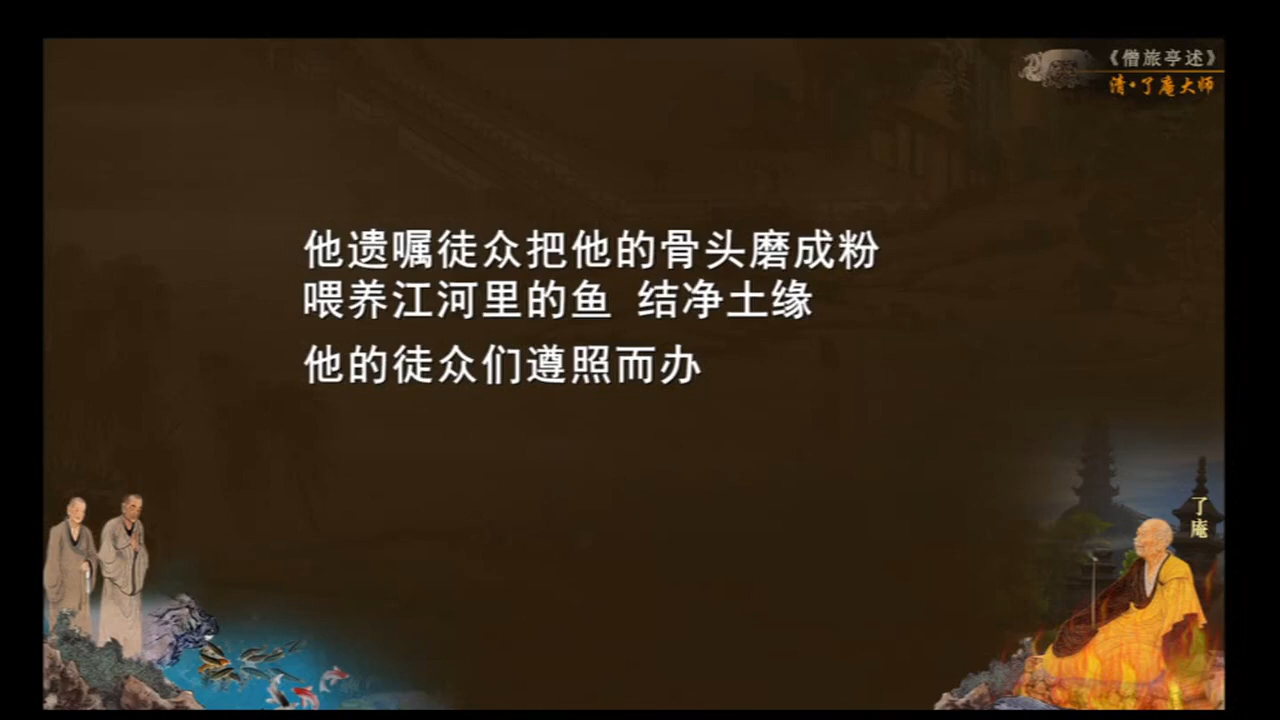 《僧旅亭述》
清·了庵大师
他遗嘱徒众把他的骨头磨成粉
喂养江河里的鱼 结净土缘
他的徒众们遵照而办
了庵